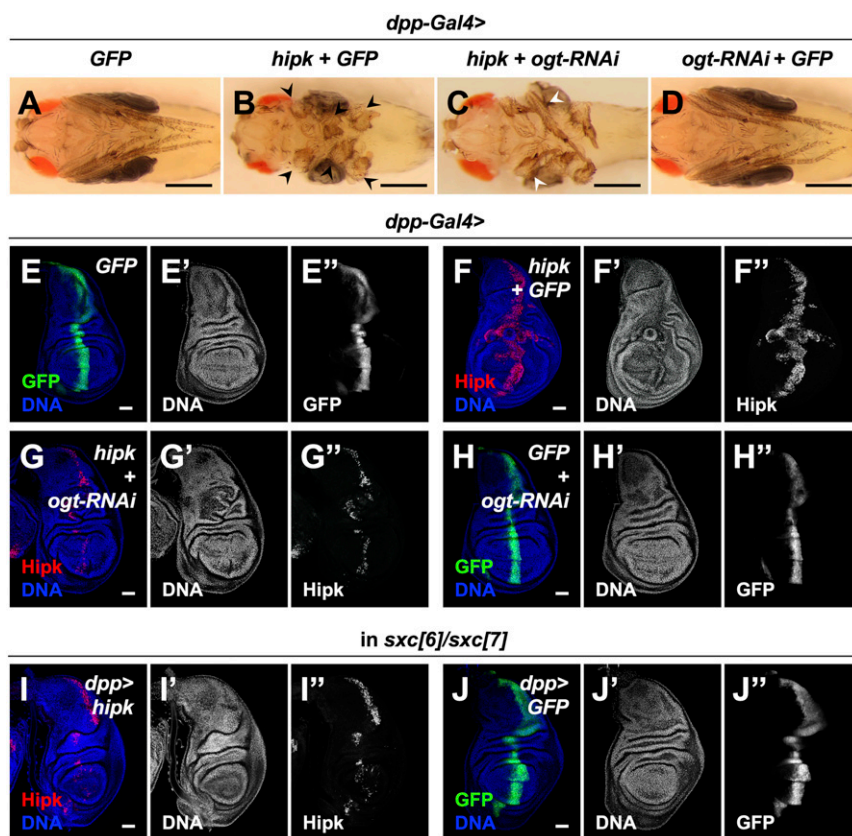 dpp-Gal4>
GFP hipk + GFP hipk + ogt-RNAi ogt-RNAi + GFP
A B C D
dpp-Gal4>
E GFP E’ E’’ F hipk F’ F’’
+ GFP
GFP Hipk
DNA DNA GFP DNA DNA Hipk
G hipk G’ G’’ H GFP H’ H’’
+ +
ogt-RNAi ogt-RNAi
Hipk GFP
DNA DNA Hipk DNA DNA GFP
in sxc[6]/sxc[7]
I dpp> I’ I’’ J dpp> J’ J’’
hipk GFP
Hipk GFP
DNA DNA Hipk DNA DNA GFP